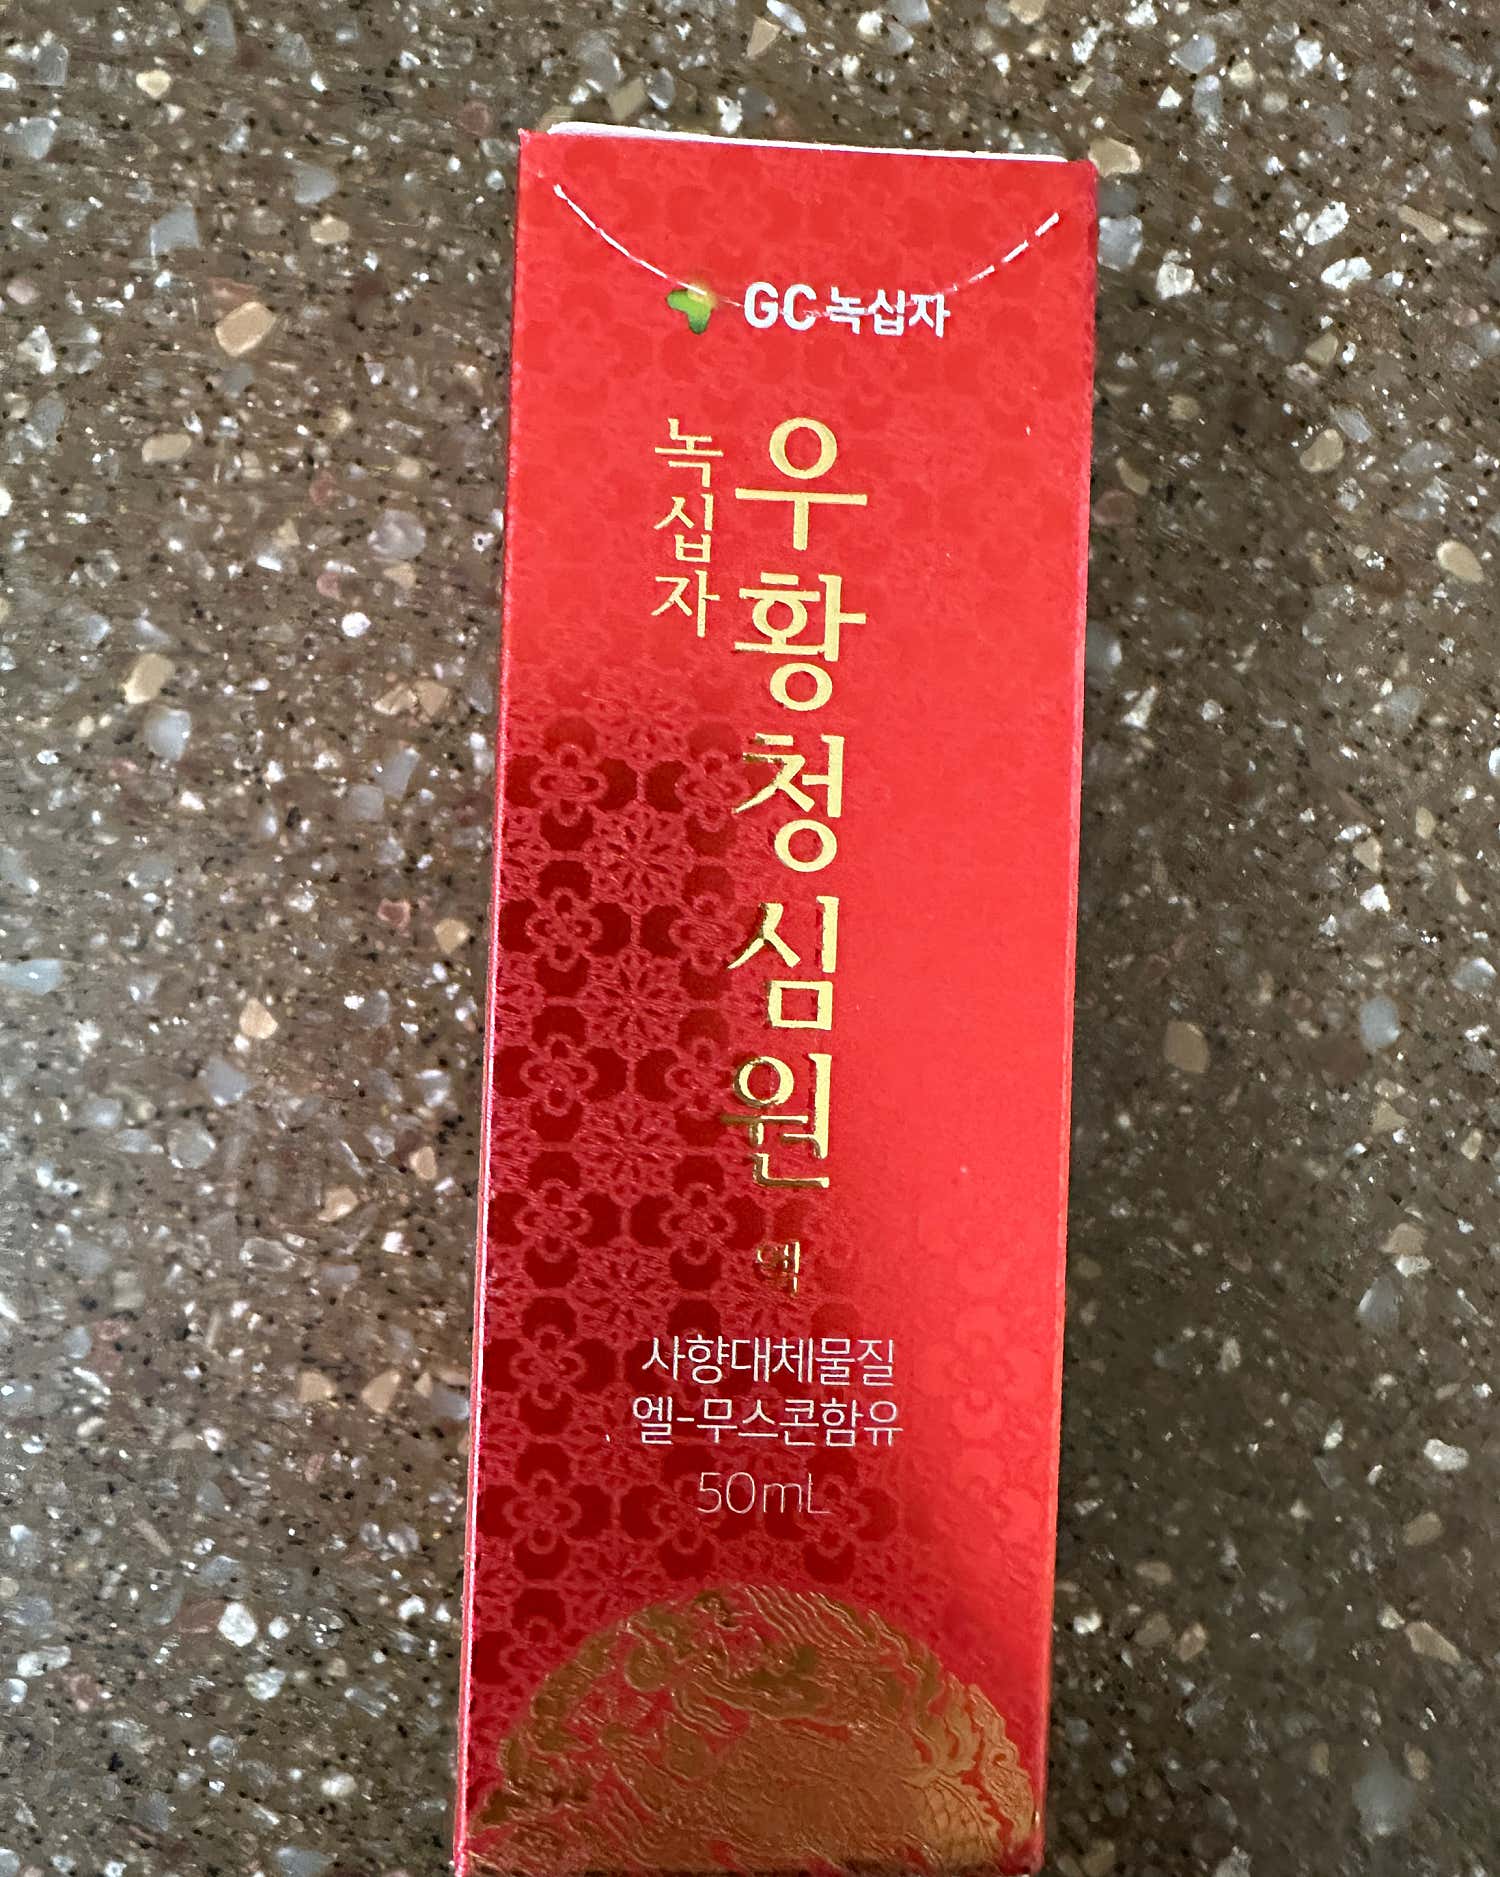 GC 녹십자
녹십자
우황청심원 액
사향대체물질
엘-무스콘함유
50mL